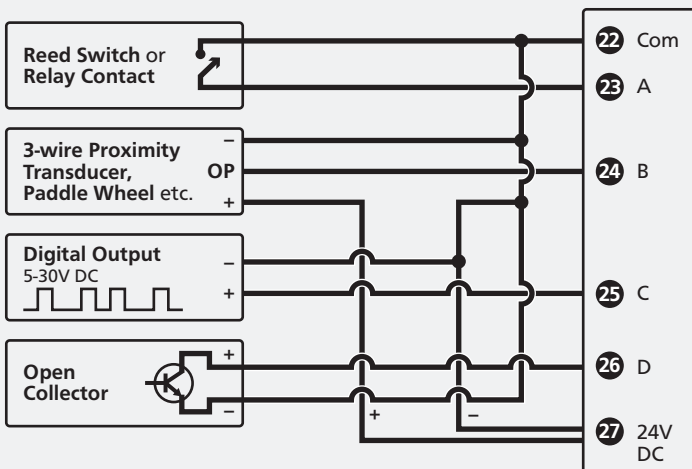 Reed Switch or
Relay Contact
22 Com
23 A
3-wire Proximity
Transducer,
Paddle Wheel etc.
–
OP
+
24 B
Digital Output
5-30V DC
–
+
25 C
Open
Collector
+
–
26 D
+
–
27 24V
DC